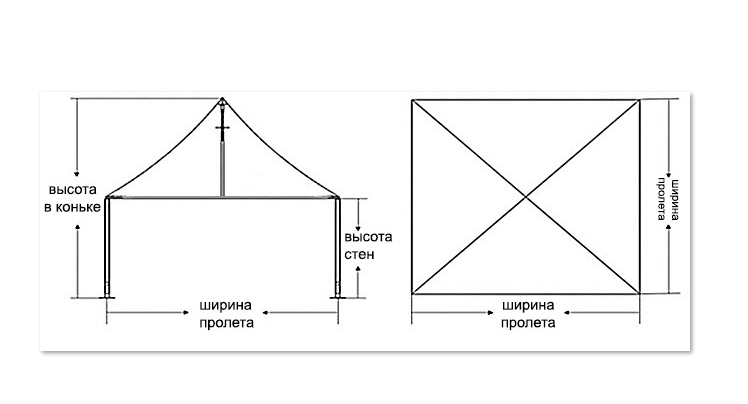 высота
в коньке
высота
стен
ширина
пролета
ширина
пролета
ширина
пролета